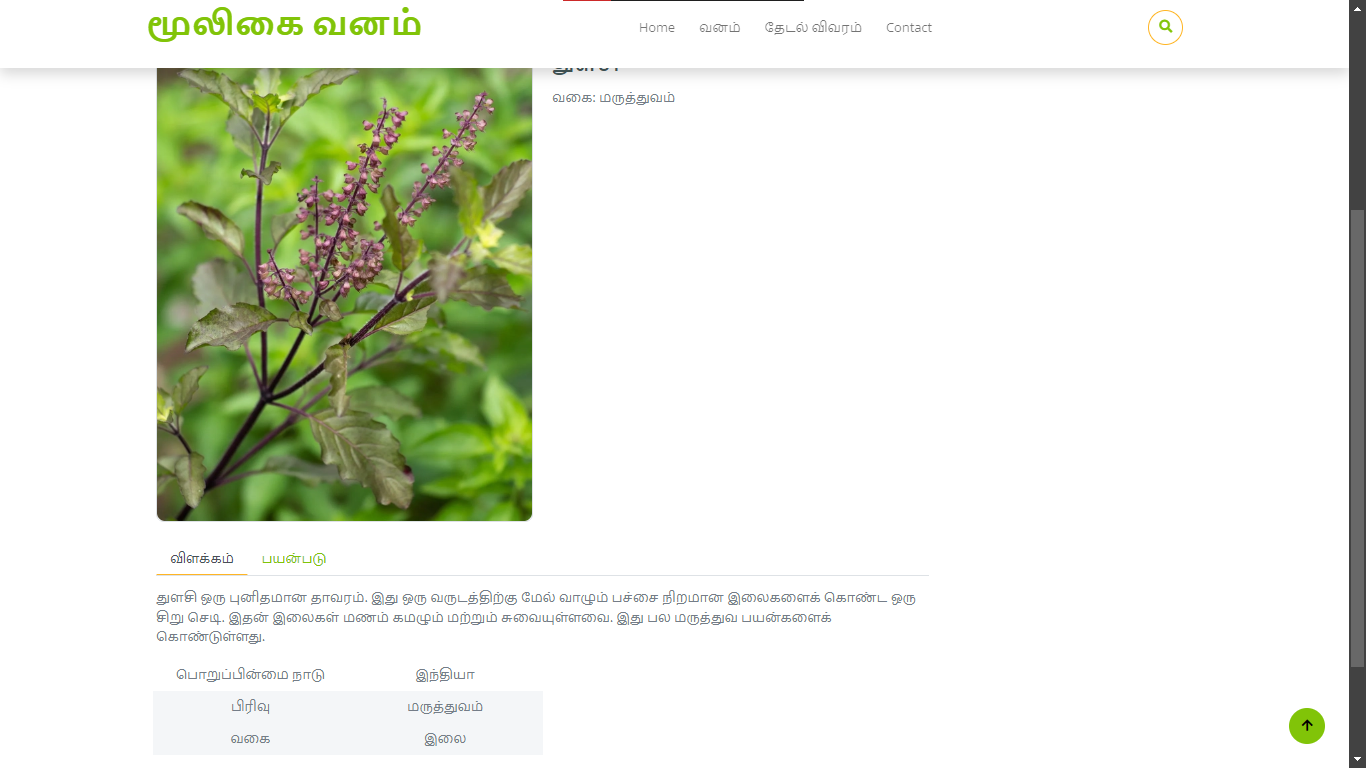 மூலிகை வனம்
Home வனம் தேடல் விவரம் Contact
துளசி
வகை: மருத்துவம்
விளக்கம் பயன்படு
துளசி ஒரு புனிதமான தாவரம். இது ஒரு வருடத்திற்கு மேல் வாழும் பச்சை நிறமான இலைகளைக் கொண்ட ஒரு
சிறு செடி. இதன் இலைகள் மணம் கமழும் மற்றும் சுவையுள்ளவை. இது பல மருத்துவ பயன்களைக்
கொண்டுள்ளது.
பொறுப்பின்மை நாடு இந்தியா
பிரிவு மருத்துவம்
வகை இலை